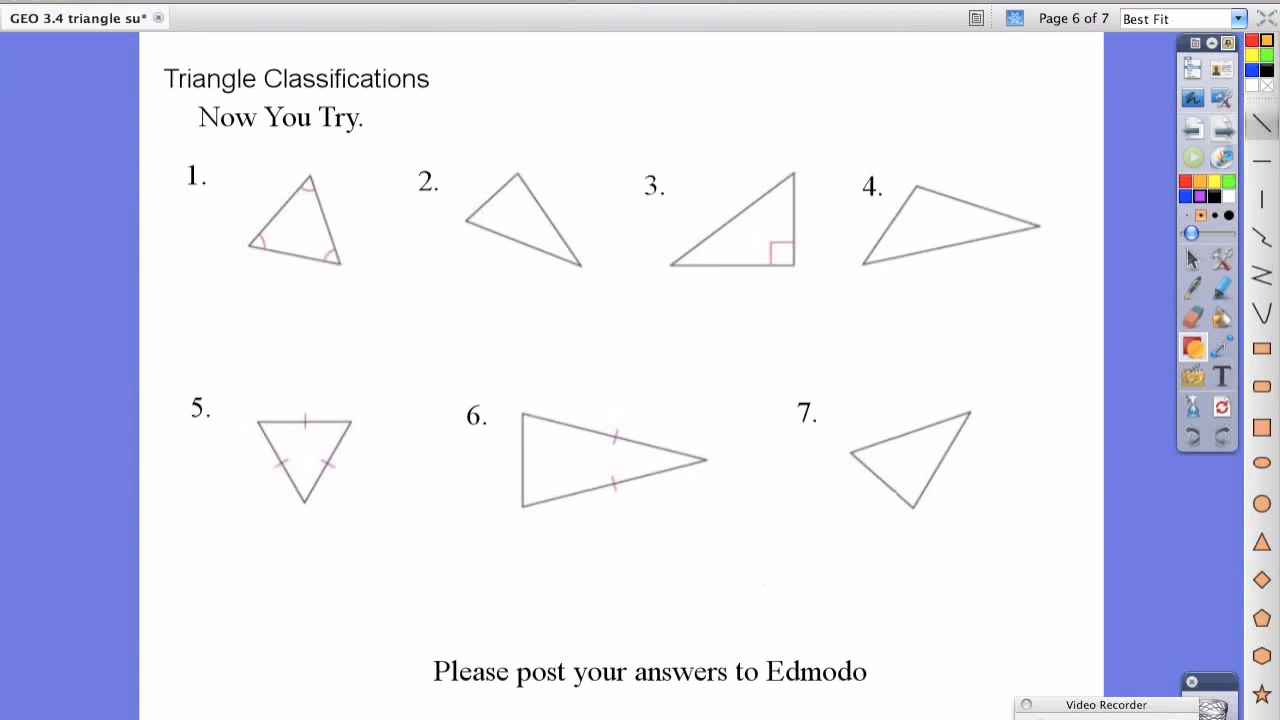 GEO 3.4 triangle su*
Page 6 of 7
Best Fit
Triangle Classifications
Now You Try.
1.
2.
3.
4.
5.
6.
7.
Please post your answers to Edmodo
Video Recorder